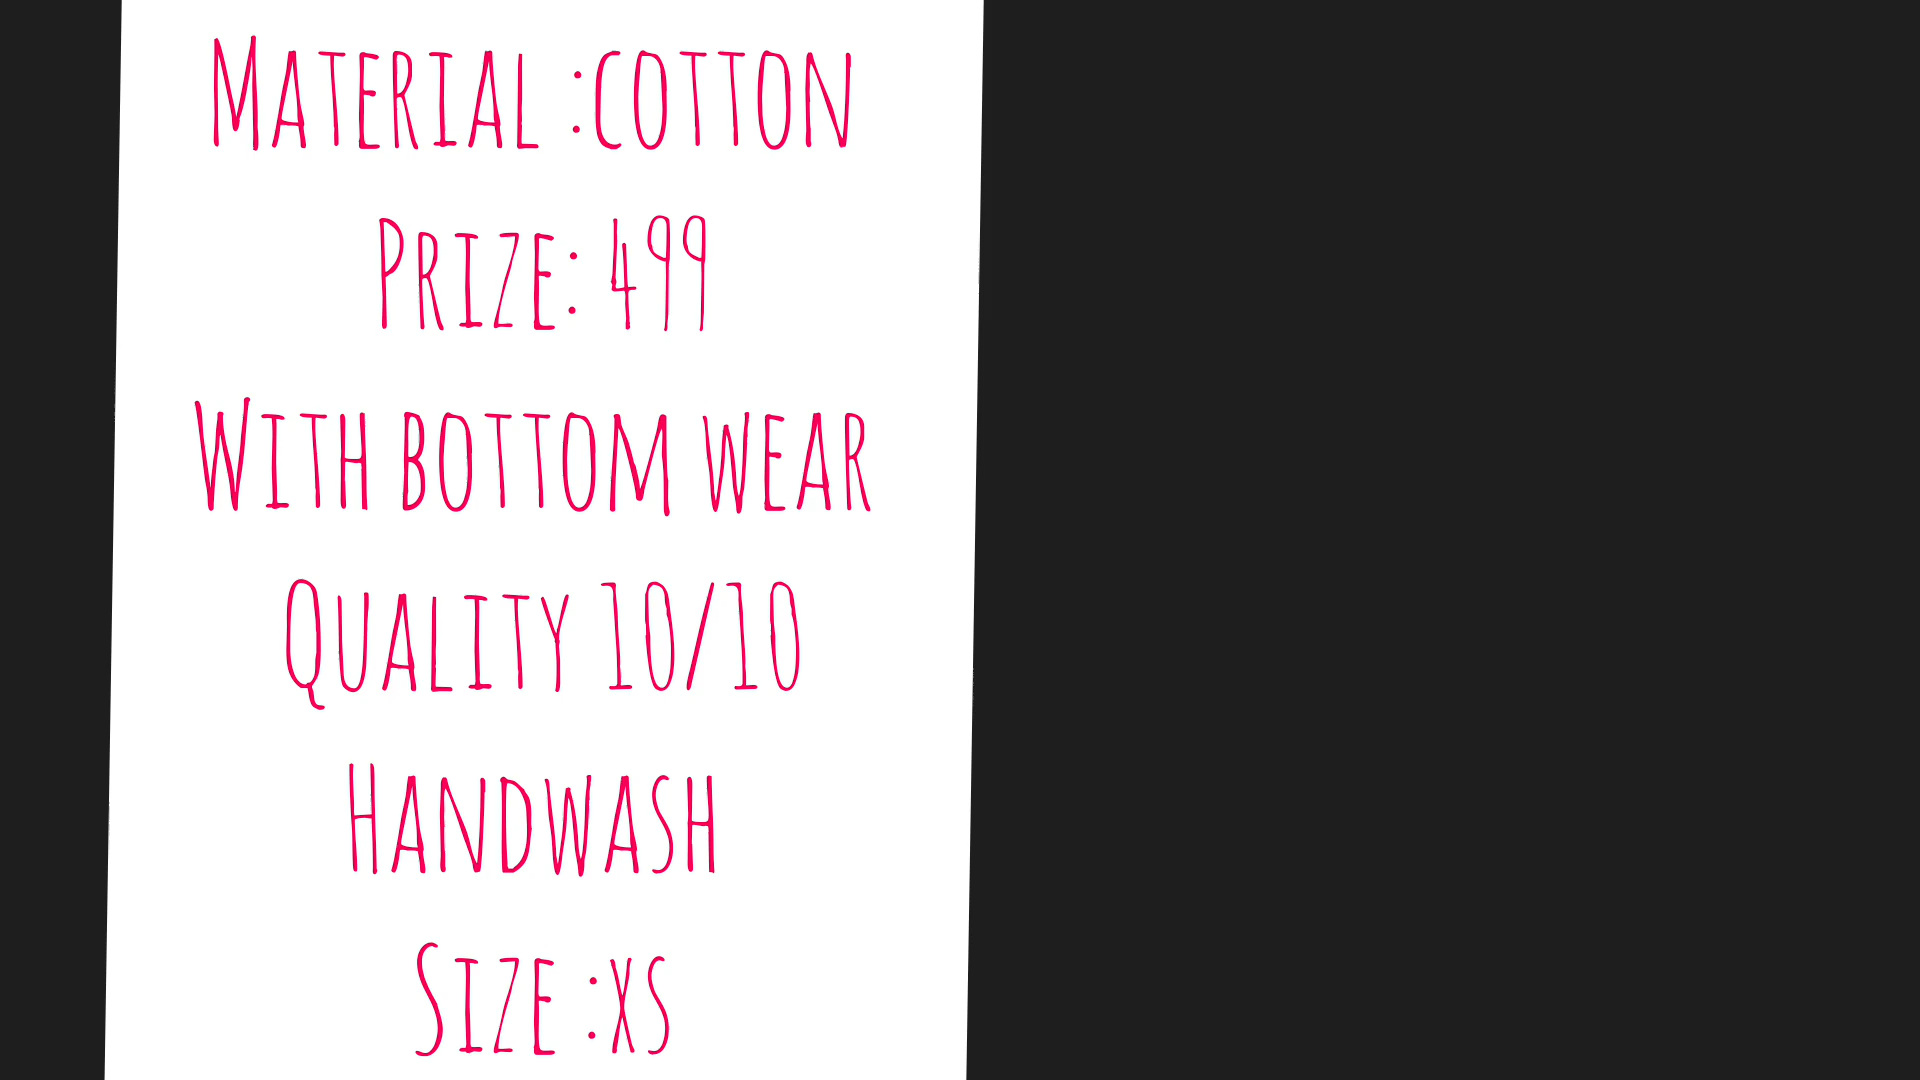 Material :cotton
Prize: 499
With bottom wear
Quality 10/10
Handwash
Size :xs